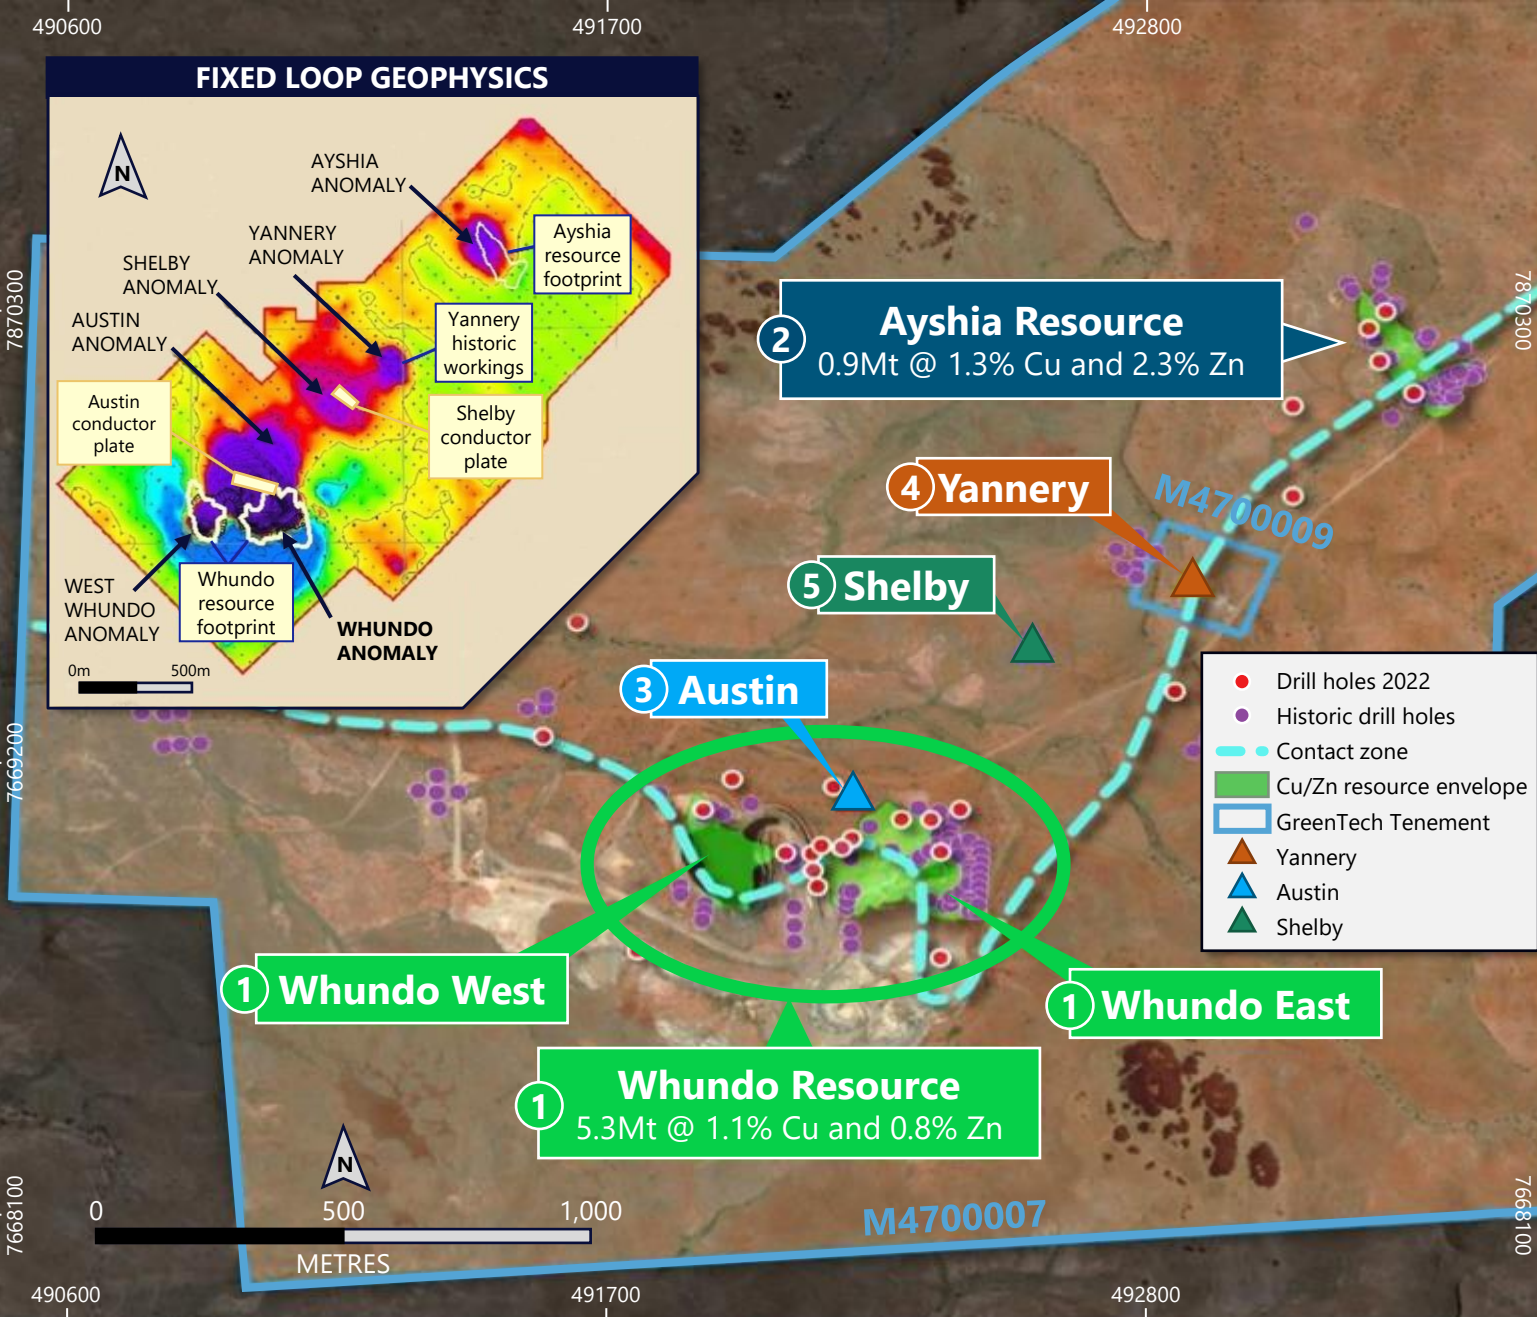 490600
491700
492800
FIXED LOOP GEOPHYSICS
N
AYSHIA
ANOMALY
YANNERY
ANOMALY
SHELBY
ANOMALY
AUSTIN
ANOMALY
Ayshia
resource
footprint
Yannery
historic
workings
Austin
conductor
plate
Shelby
conductor
plate
WEST
WHUNDO
ANOMALY
Whundo
resource
footprint
WHUNDO
ANOMALY
0m
500m
7870300
7870300
2
Ayshia Resource
0.9Mt @ 1.3% Cu and 2.3% Zn
4 Yannery
M4700009
5 Shelby
3 Austin
Drill holes 2022
Historic drill holes
Contact zone
Cu/Zn resource envelope
GreenTech Tenement
Yannery
Austin
Shelby
7669200
1 Whundo West
1 Whundo East
1
Whundo Resource
5.3Mt @ 1.1% Cu and 0.8% Zn
N
0
500
1,000
METRES
M4700007
7668100
7668100
490600
491700
492800